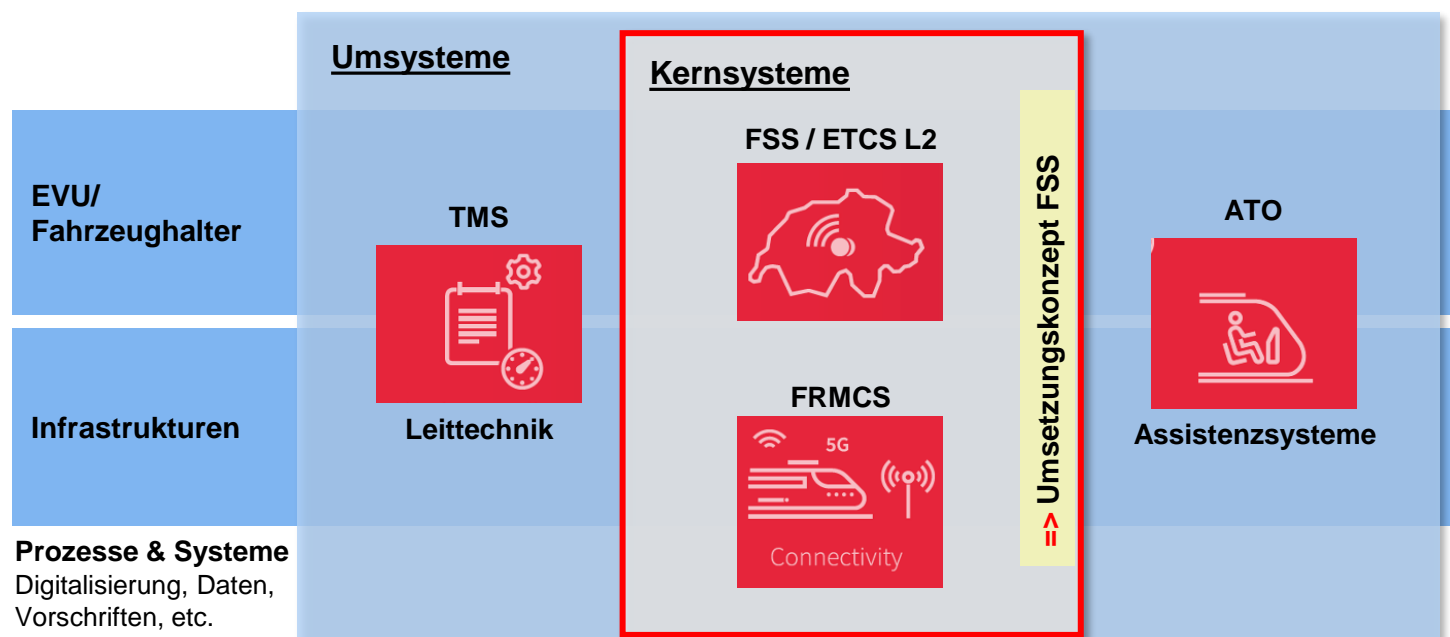 Umsysteme
Kernsysteme
EVU/
Fahrzeughalter
TMS
Leittechnik
FSS / ETCS L2
FRMCS
5G
Connectivity
=> Umsetzungskonzept FSS
ATO
Assistenzsysteme
Infrastrukturen
Prozesse & Systeme
Digitalisierung, Daten,
Vorschriften, etc.